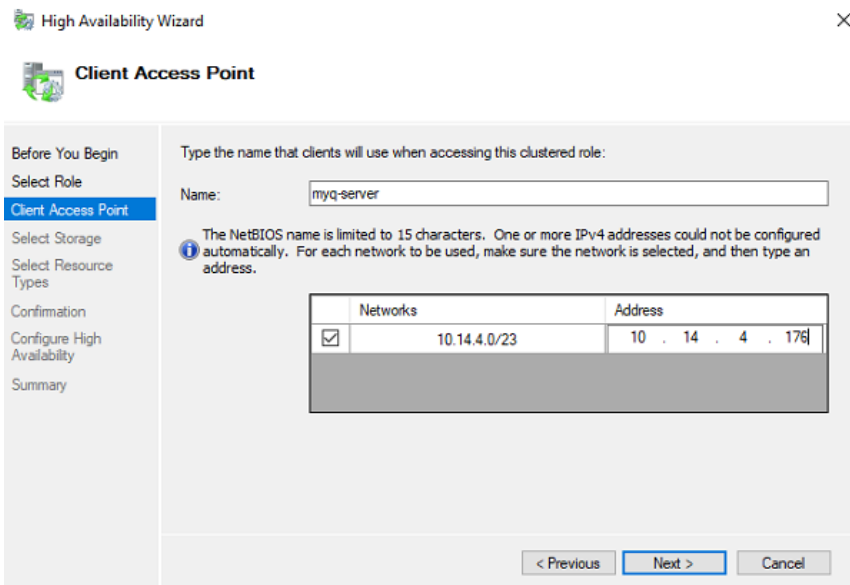 High Availability Wizard
Client Access Point
Before You Begin
Select Role
Client Access Point
Select Storage
Select Resource
Types
Confirmation
Configure High
Availability
Summary
Type the name that clients will use when accessing this clustered role:
Name: myq-server
The NetBIOS name is limited to 15 characters. One or more IPv4 addresses could not be configured
automatically. For each network to be used, make sure the network is selected, and then type an
address.
Networks Address
10.14.4.0/23 10 . 14 . 4 . 176
< Previous Next > Cancel